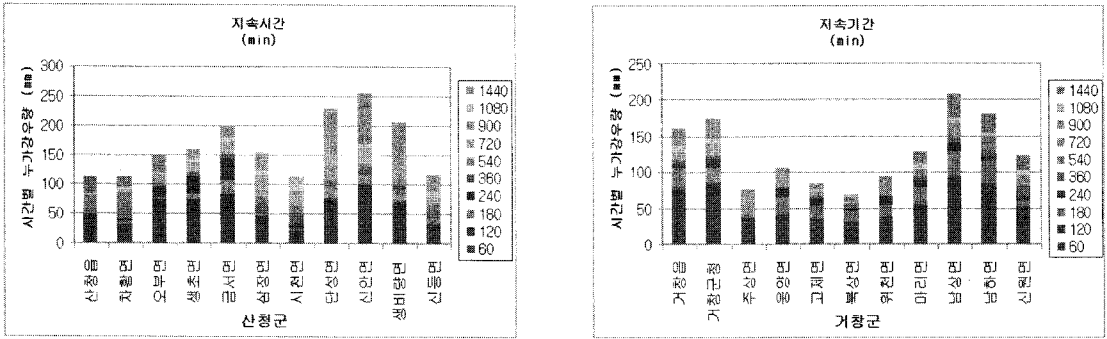 지속시간
(min)
시간별 누가강우량 (mm)
300
250
200
150
100
50
0
1440
1080
900
720
540
360
240
180
120
60
산청읍
차황면
오부면
생초면
금서면
삼장면
시천면
단성면
신안면
생비량면
신등면
산청군
지속기간
(min)
시간별 누가강우량 (mm)
250
200
150
100
50
0
1440
1080
900
720
540
360
240
180
120
60
거창읍
거창군청
주상면
웅양면
고제면
북상면
위천면
마리면
남상면
남하면
신원면
거창군